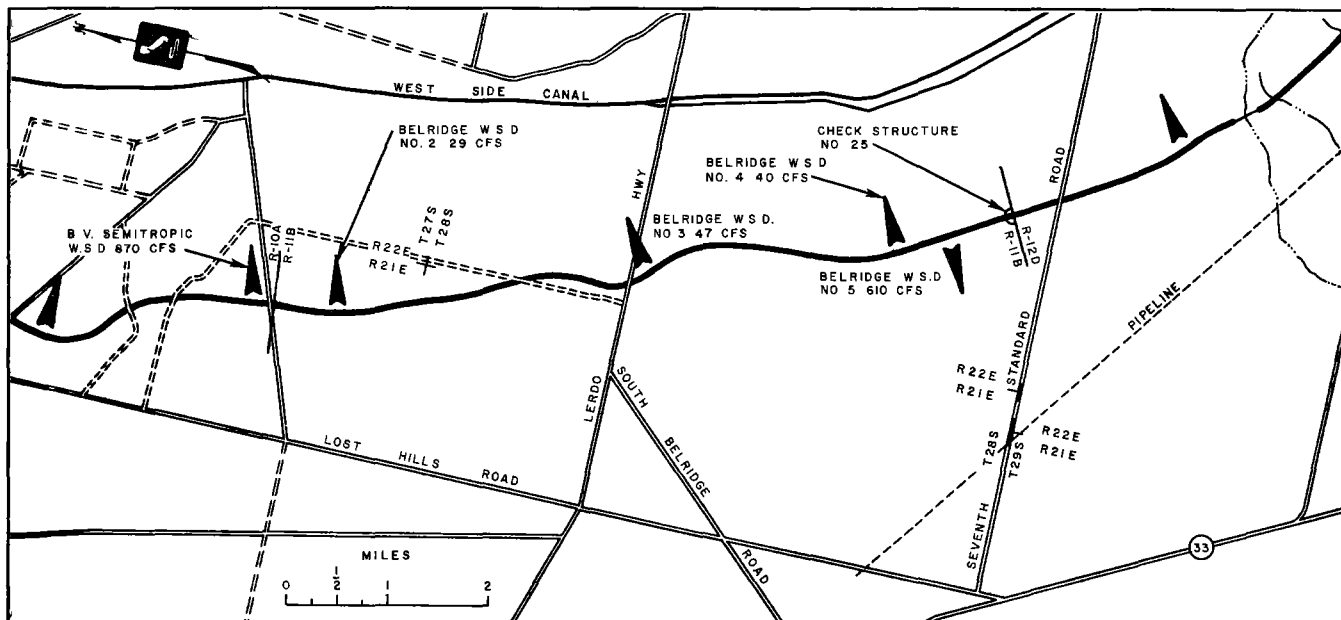 WEST SIDE CANAL
BELRIDGE W S D
NO. 2 29 CFS
CHECK STRUCTURE
NO 25
BELRIDGE W S D
NO. 4 40 CFS
ROAD
HWY
B V. SEMITROPIC
W.S D 870 CFS
R-10A
R-11B
R22E
R21E
T27S
T28S
BELRIDGE W S D.
NO 3 47 CFS
R-11B
R-12D
BELRIDGE W S.D
NO 5 610 CFS
PIPELINE
STANDARD
R22E
R21E
LERDO
SOUTH BELRIDGE ROAD
T28S
T29S
R22E
R21E
LOST HILLS ROAD
SEVENTH
33
MILES
0 1/2 1 2